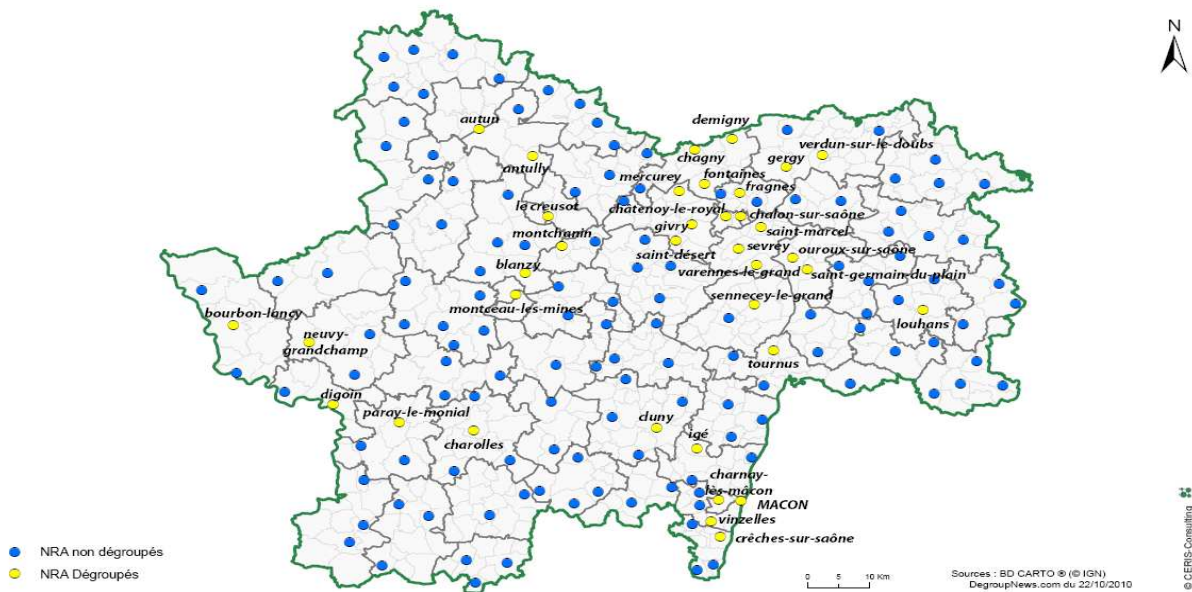 N
demigny
autun
verdun-sur-le-doubs
chagny
gergy
antully
mercurey
fontaines
fragnes
le creusot
châtenoy-le-royal
chalon-sur-saône
givry
saint-marcel
montchanin
saint-désert
sevrey
ouroux-sur-saône
blanzy
varennes-le-grand
saint-germain-du-plain
sennecey-le-grand
montceau-les-mines
bourbon-lancy
louhans
neuvy-
grandchamp
tournus
digoin
paray-le-monial
cluny
charolles
igé
charnay-
lès-mâcon
MACON
vinzelles
crêches-sur-saône
NRA non dégroupés
NRA Dégroupés
0 5 10 Km
Sources : BD CARTO ® (© IGN)
DegroupNews.com du 22/10/2010
© CERIS-Consulting